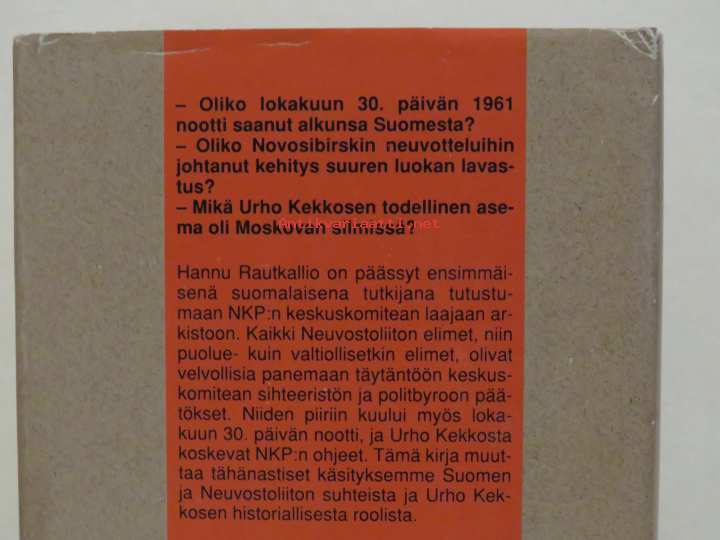 – Oliko lokakuun 30. päivän 1961
nootti saanut alkunsa Suomesta?
– Oliko Novosibirskin neuvotteluihin
johtanut kehitys suuren luokan lavas-
tus?
– Mikä Urho Kekkosen todellinen ase-
ma oli Moskovan silmissä?
Antikvariaatti.net
Hannu Rautkallio on päässyt ensimmäi-
senä suomalaisena tutkijana tutustu-
maan NKP:n keskuskomitean laajaan ar-
kistoon. Kaikki Neuvostoliiton elimet, niin
puolue- kuin valtiollisetkin elimet, olivat
velvollisia panemaan täytäntöön keskus-
komitean sihteeristön ja politbyroon pää-
tökset. Niiden piiriin kuului myös loka-
kuun 30. päivän nootti, ja Urho Kekkosta
koskevat NKP:n ohjeet. Tämä kirja muut-
taa tähänastiset käsityksemme Suomen
ja Neuvostoliiton suhteista ja Urho Kek-
kosen historiallisesta roolista.